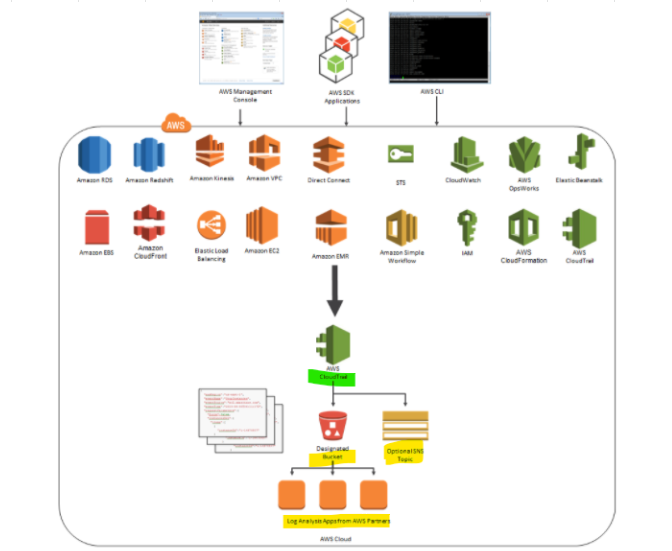 AWS Management
Console
AWS SDK
Applications
AWS CLI
AWS
Amazon RDS
Amazon Redshift
Amazon Kinesis
Amazon VPC
Direct Connect
STS
CloudWatch
AWS
OpsWorks
Elastic Beanstalk
Amazon EBS
Amazon
CloudFront
Elastic Load
Balancing
Amazon EC2
Amazon EMR
Amazon Simple
Workflow
IAM
AWS
CloudFormation
AWS
CloudTrail
AWS
CloudTrail
Designated
Bucket
Optional SNS
Topic
Log Analysis Apps from AWS Partners
AWS Cloud